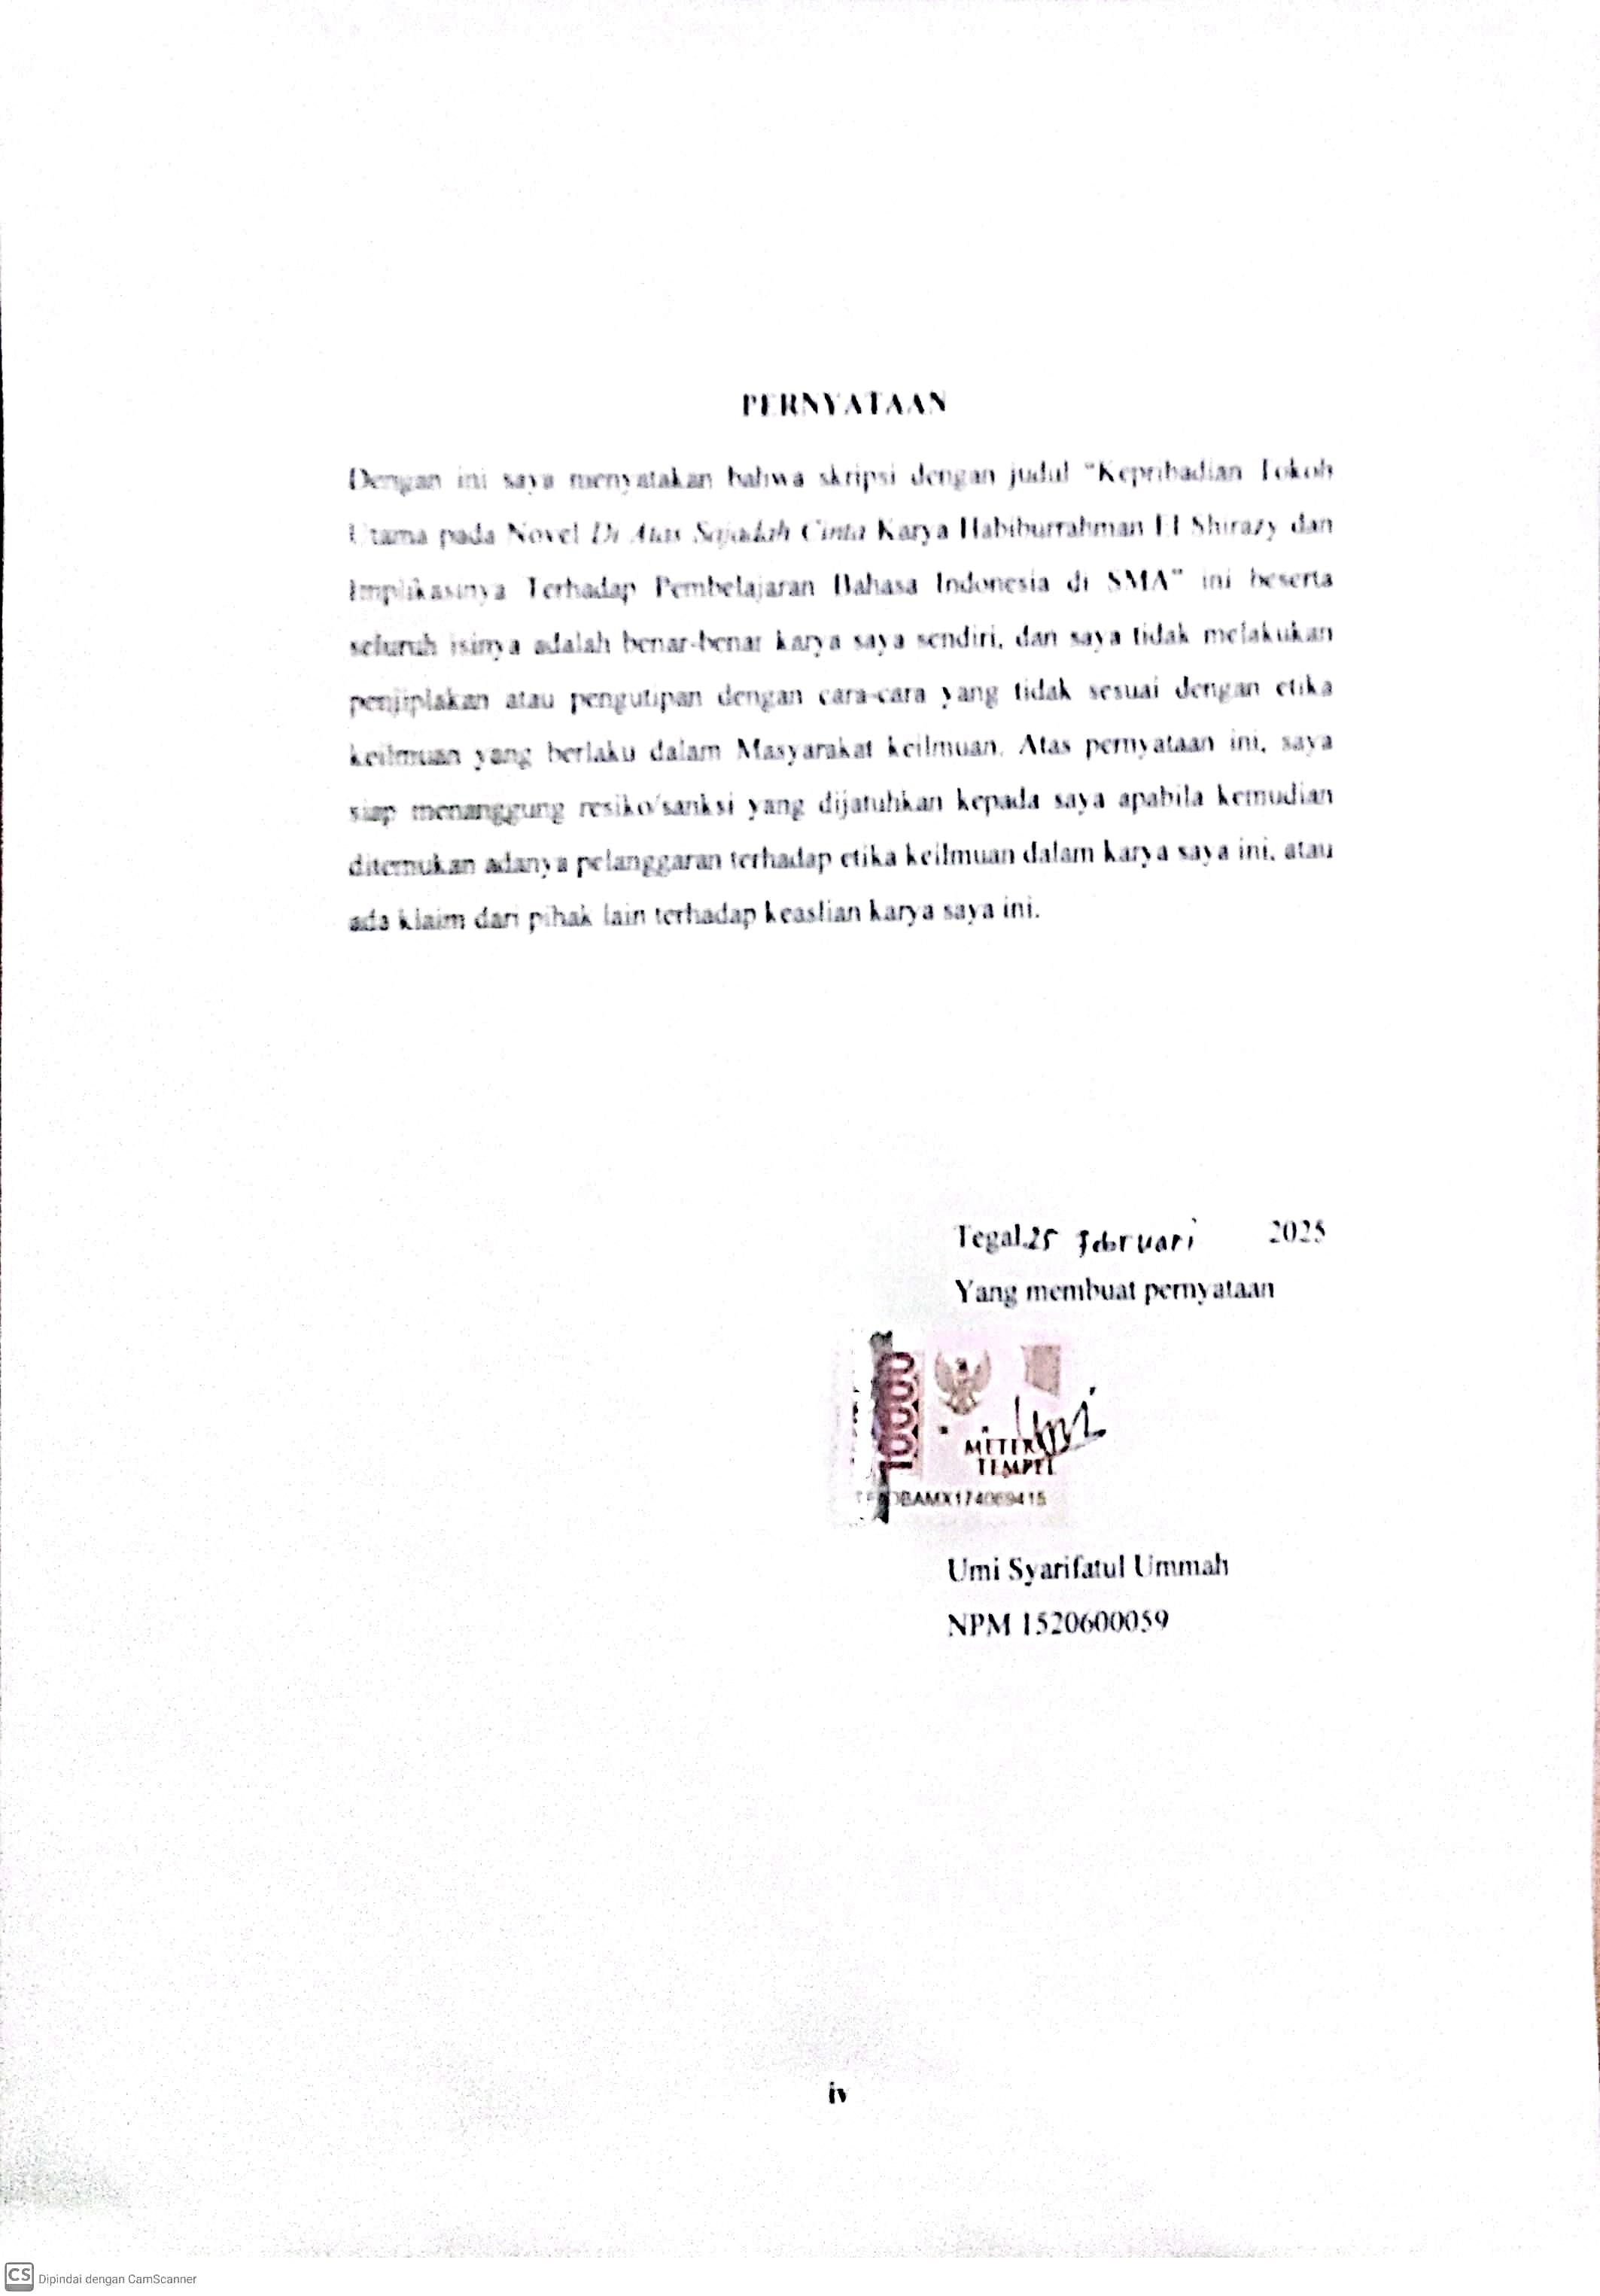 PERNYATAAN
Dengan ini saya menyatakan bahwa skripsi dengan judul "Kepribadian Tokoh
Utama pada Novel Di Atas Sajadah Cinta Karya Habiburrahman El Shirazy dan
Implikasinya Terhadap Pembelajaran Bahasa Indonesia di SMA" ini beserta
seluruh isinya adalah benar-benar karya saya sendiri, dan saya tidak melakukan
penjiplakan atau pengutipan dengan cara-cara yang tidak sesuai dengan etika
keilmuan yang berlaku dalam Masyarakat keilmuan. Atas pernyataan ini, saya
siap menanggung resiko/sanksi yang dijatuhkan kepada saya apabila kemudian
ditemukan adanya pelanggaran terhadap etika keilmuan dalam karya saya ini, atau
ada klaim dari pihak lain terhadap keaslian karya saya ini.
Tegal, 25 Februari 2025
Yang membuat pernyataan
10000
METERAI
TEMPEL
Umi Syarifatul Ummah
NPM 1520600059
iv
CS Dipindai dengan CamScanner